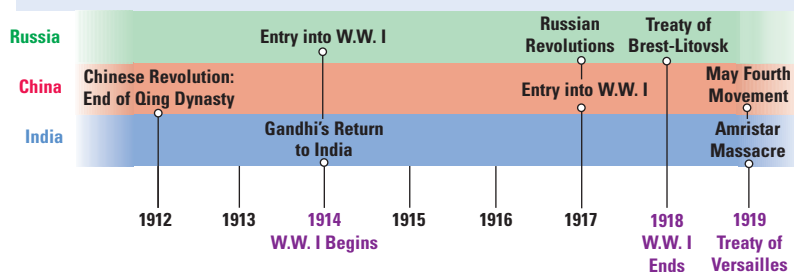 Russia
Entry into W.W. I
Russian
Revolutions
Treaty of
Brest-Litovsk
China
Chinese Revolution:
End of Qing Dynasty
Entry into W.W. I
May Fourth
Movement
India
Gandhi's Return
to India
Amristar
Massacre
1912
1913
1914
W.W. I Begins
1915
1916
1917
1918
W.W. I
Ends
1919
Treaty of
Versailles